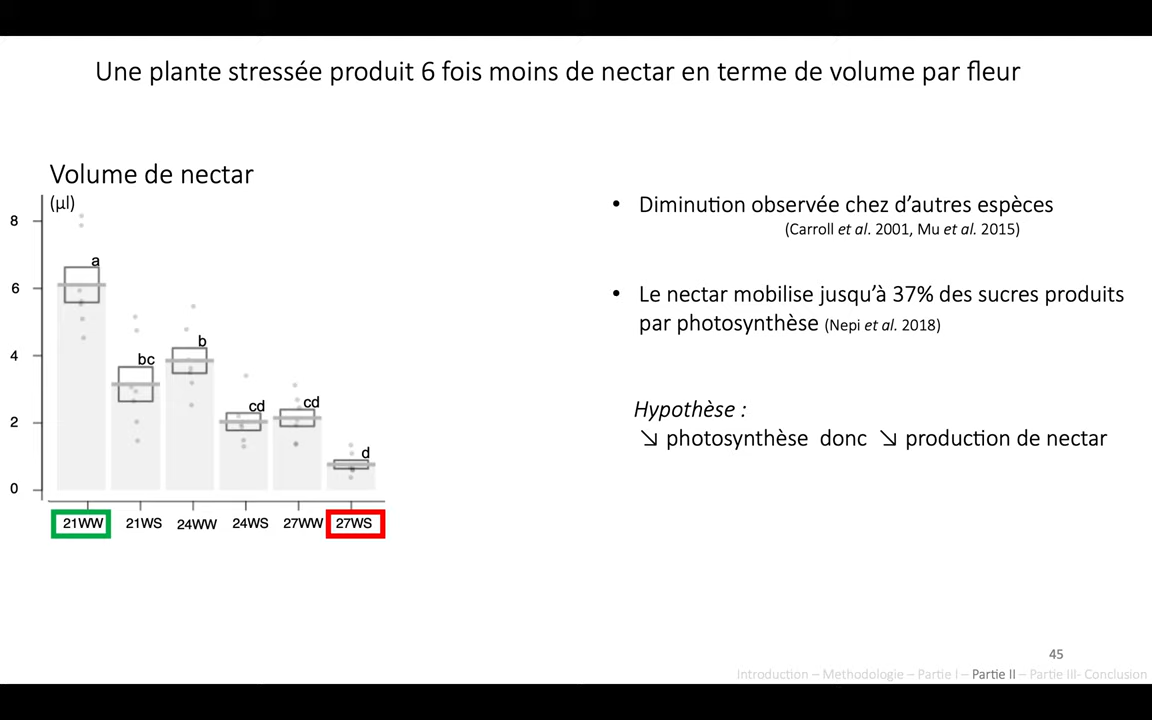 Une plante stressée produit 6 fois moins de nectar en terme de volume par fleur
Volume de nectar
(µl)
8
6
4
2
0
a
bc
b
cd
cd
d
21WW 21WS 24WW 24WS 27WW 27WS
• Diminution observée chez d’autres espèces
(Carroll et al. 2001, Mu et al. 2015)
• Le nectar mobilise jusqu’à 37% des sucres produits
par photosynthèse (Nepi et al. 2018)
Hypothèse :
↘ photosynthèse donc ↘ production de nectar
45
Introduction – Methodologie – Partie I – Partie II – Partie III- Conclusion